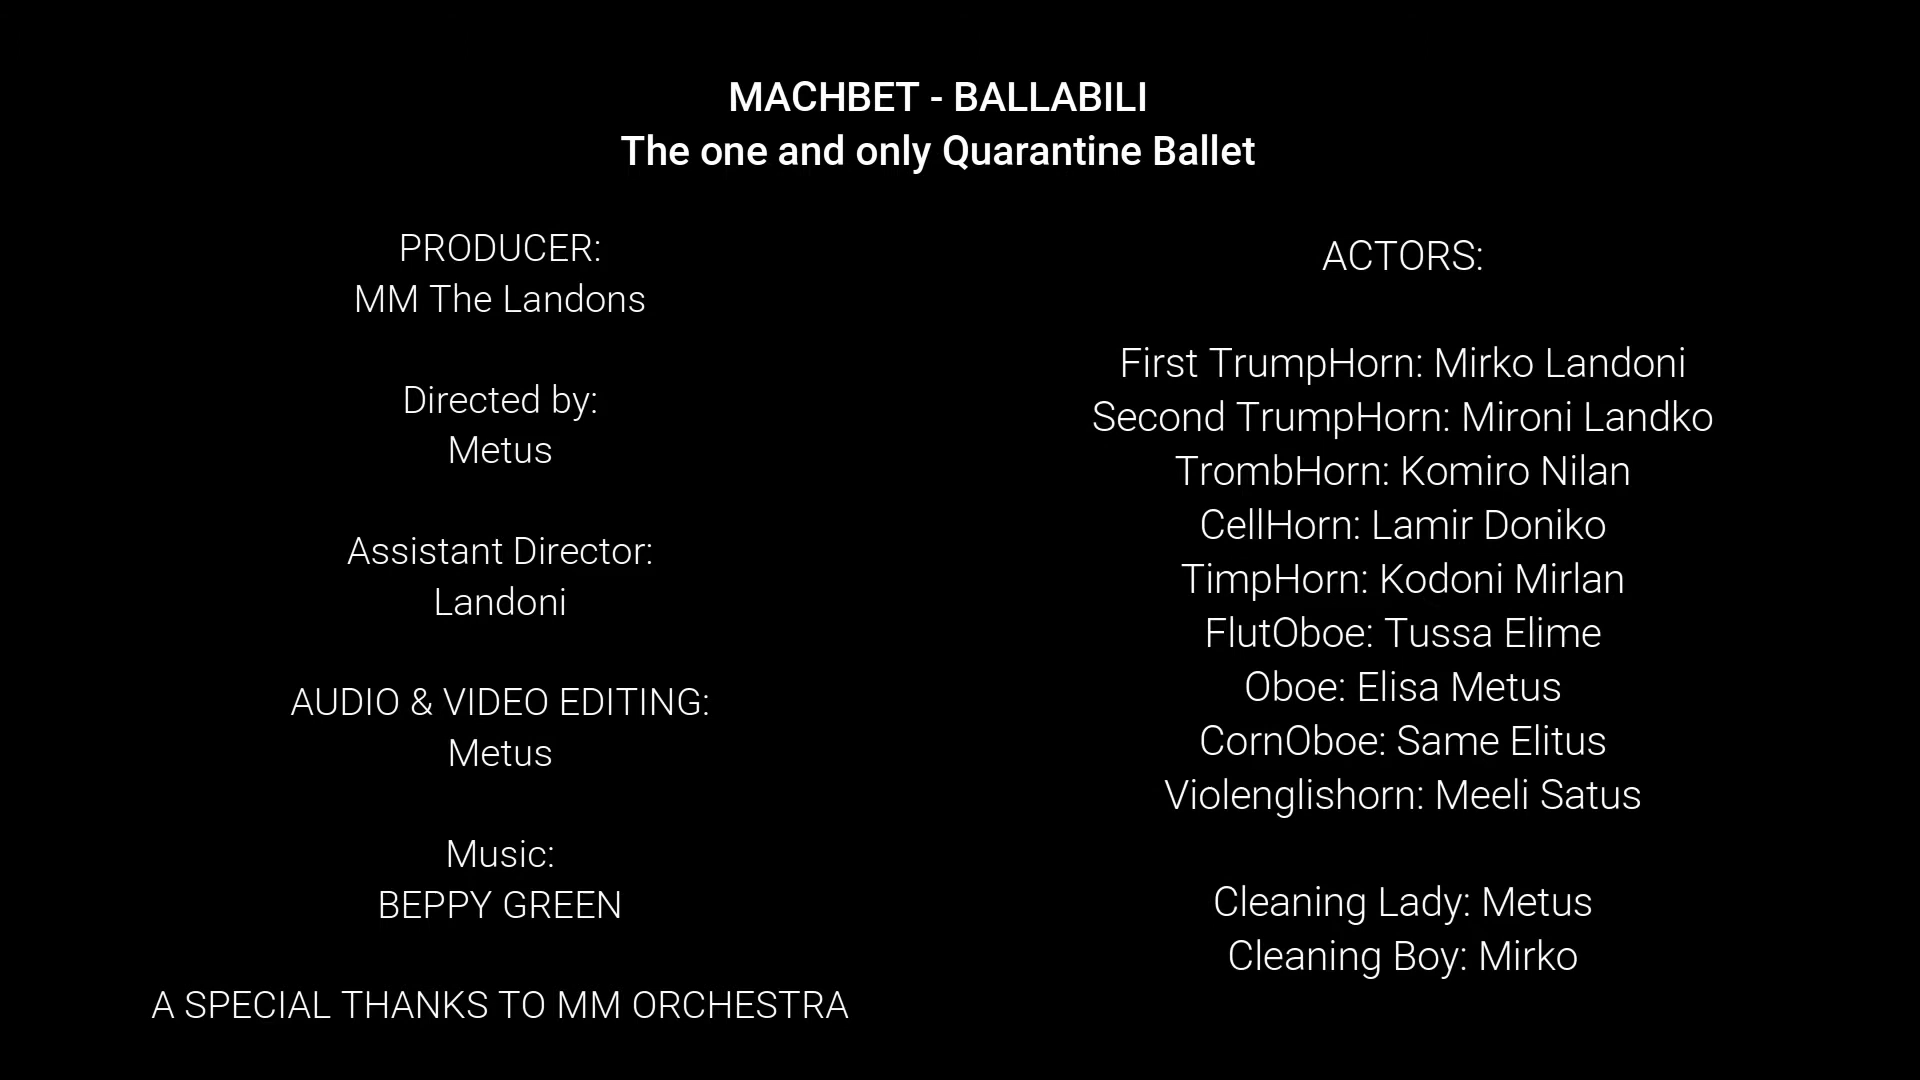 MACHBET - BALLABILI
The one and only Quarantine Ballet
PRODUCER:
MM The Landons
Directed by:
Metus
Assistant Director:
Landoni
AUDIO & VIDEO EDITING:
Metus
Music:
BEPPY GREEN
A SPECIAL THANKS TO MM ORCHESTRA
ACTORS:
First TrumpHorn: Mirko Landoni
Second TrumpHorn: Mironi Landko
TrombHorn: Komiro Nilan
CellHorn: Lamir Doniko
TimpHorn: Kodoni Mirlan
FlutOboe: Tussa Elime
Oboe: Elisa Metus
CornOboe: Same Elitus
Violenglishorn: Meeli Satus
Cleaning Lady: Metus
Cleaning Boy: Mirko